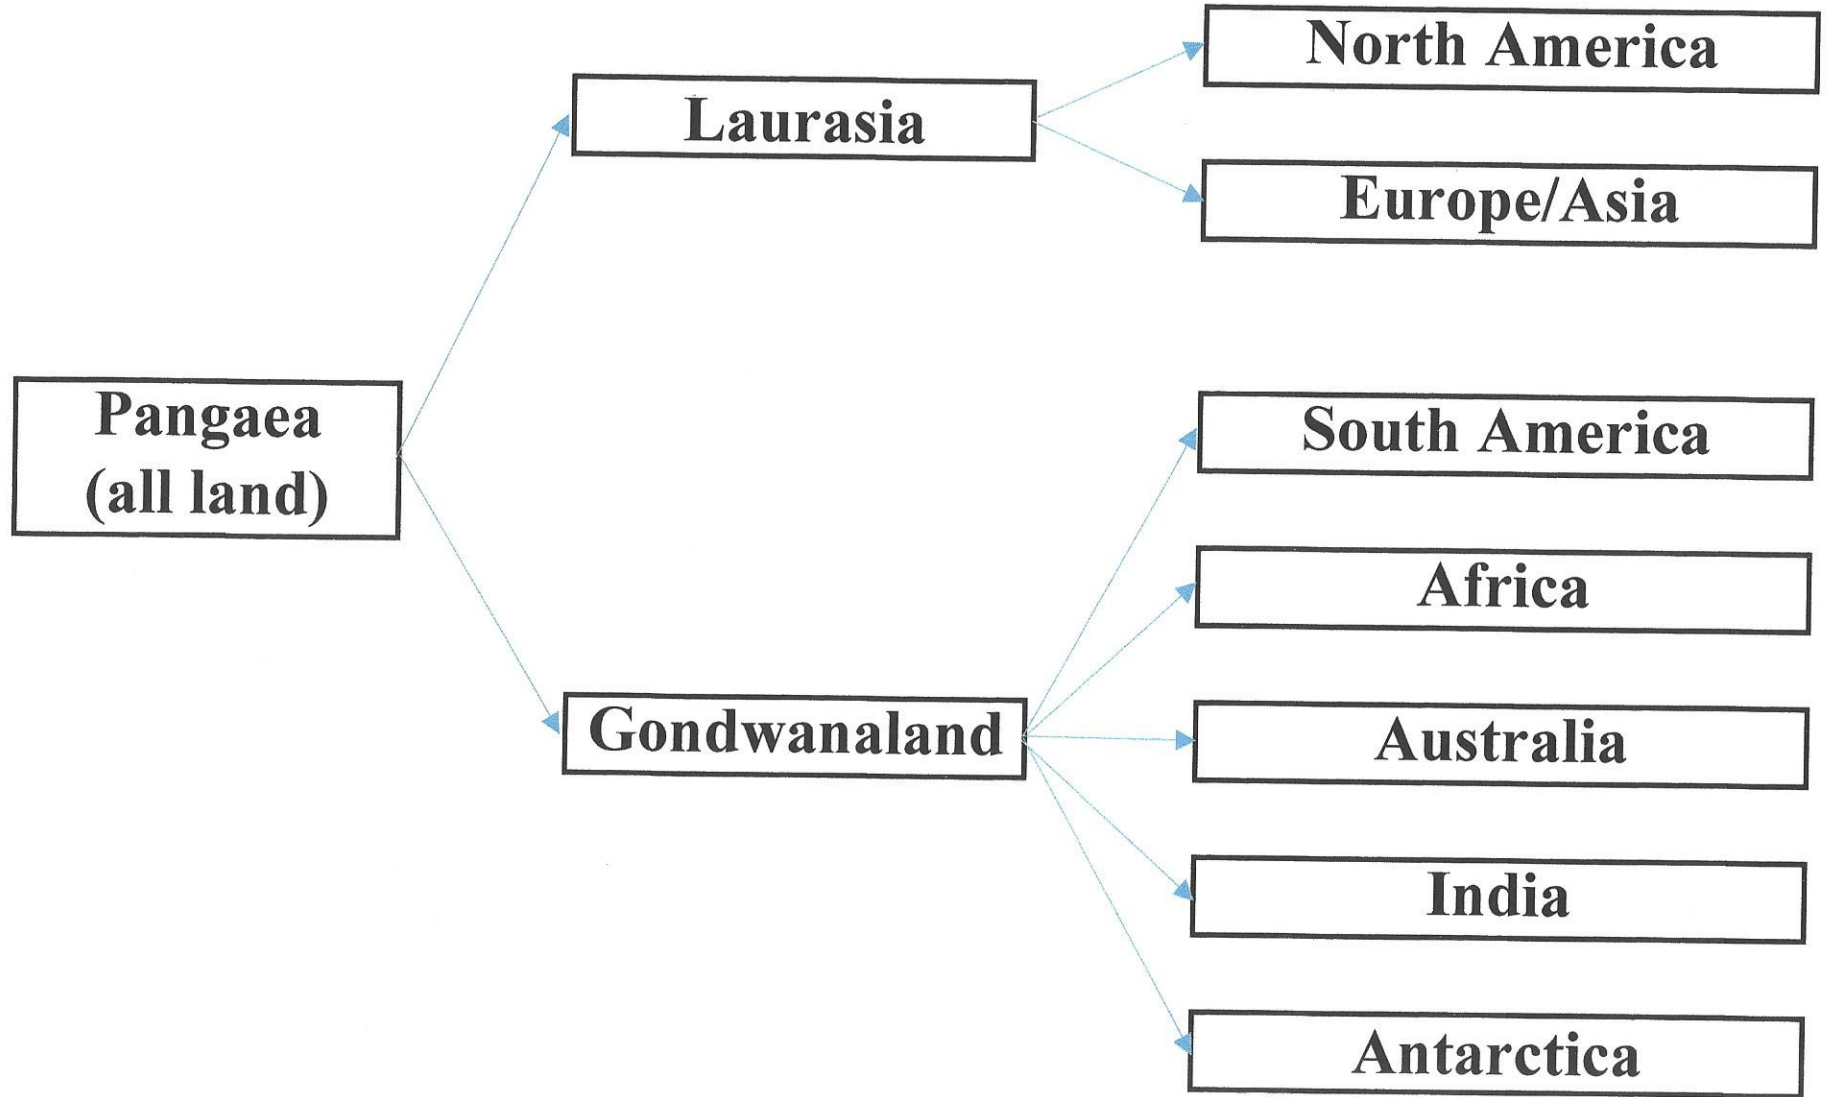 Pangaea
(all land)
Laurasia
Gondwanaland
North America
Europe/Asia
South America
Africa
Australia
India
Antarctica